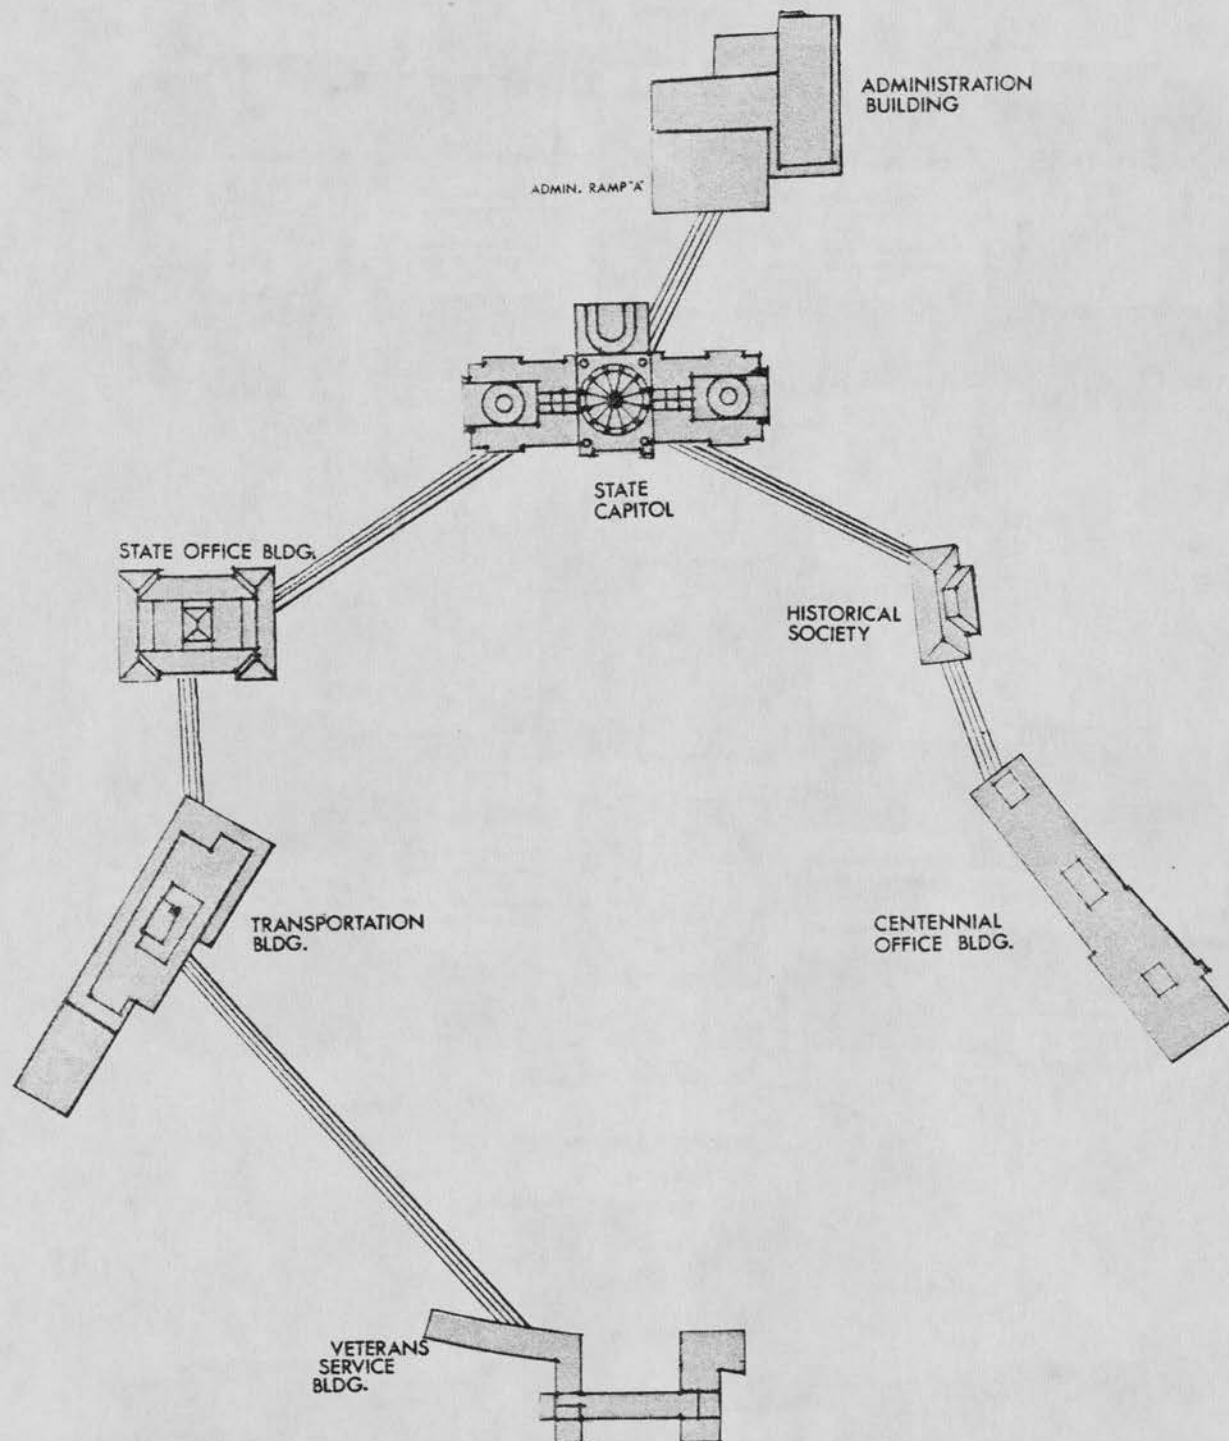 ADMINISTRATION
BUILDING
ADMIN. RAMP "A"
STATE
CAPITOL
STATE OFFICE BLDG.
HISTORICAL
SOCIETY
TRANSPORTATION
BLDG.
CENTENNIAL
OFFICE BLDG.
VETERANS
SERVICE
BLDG.